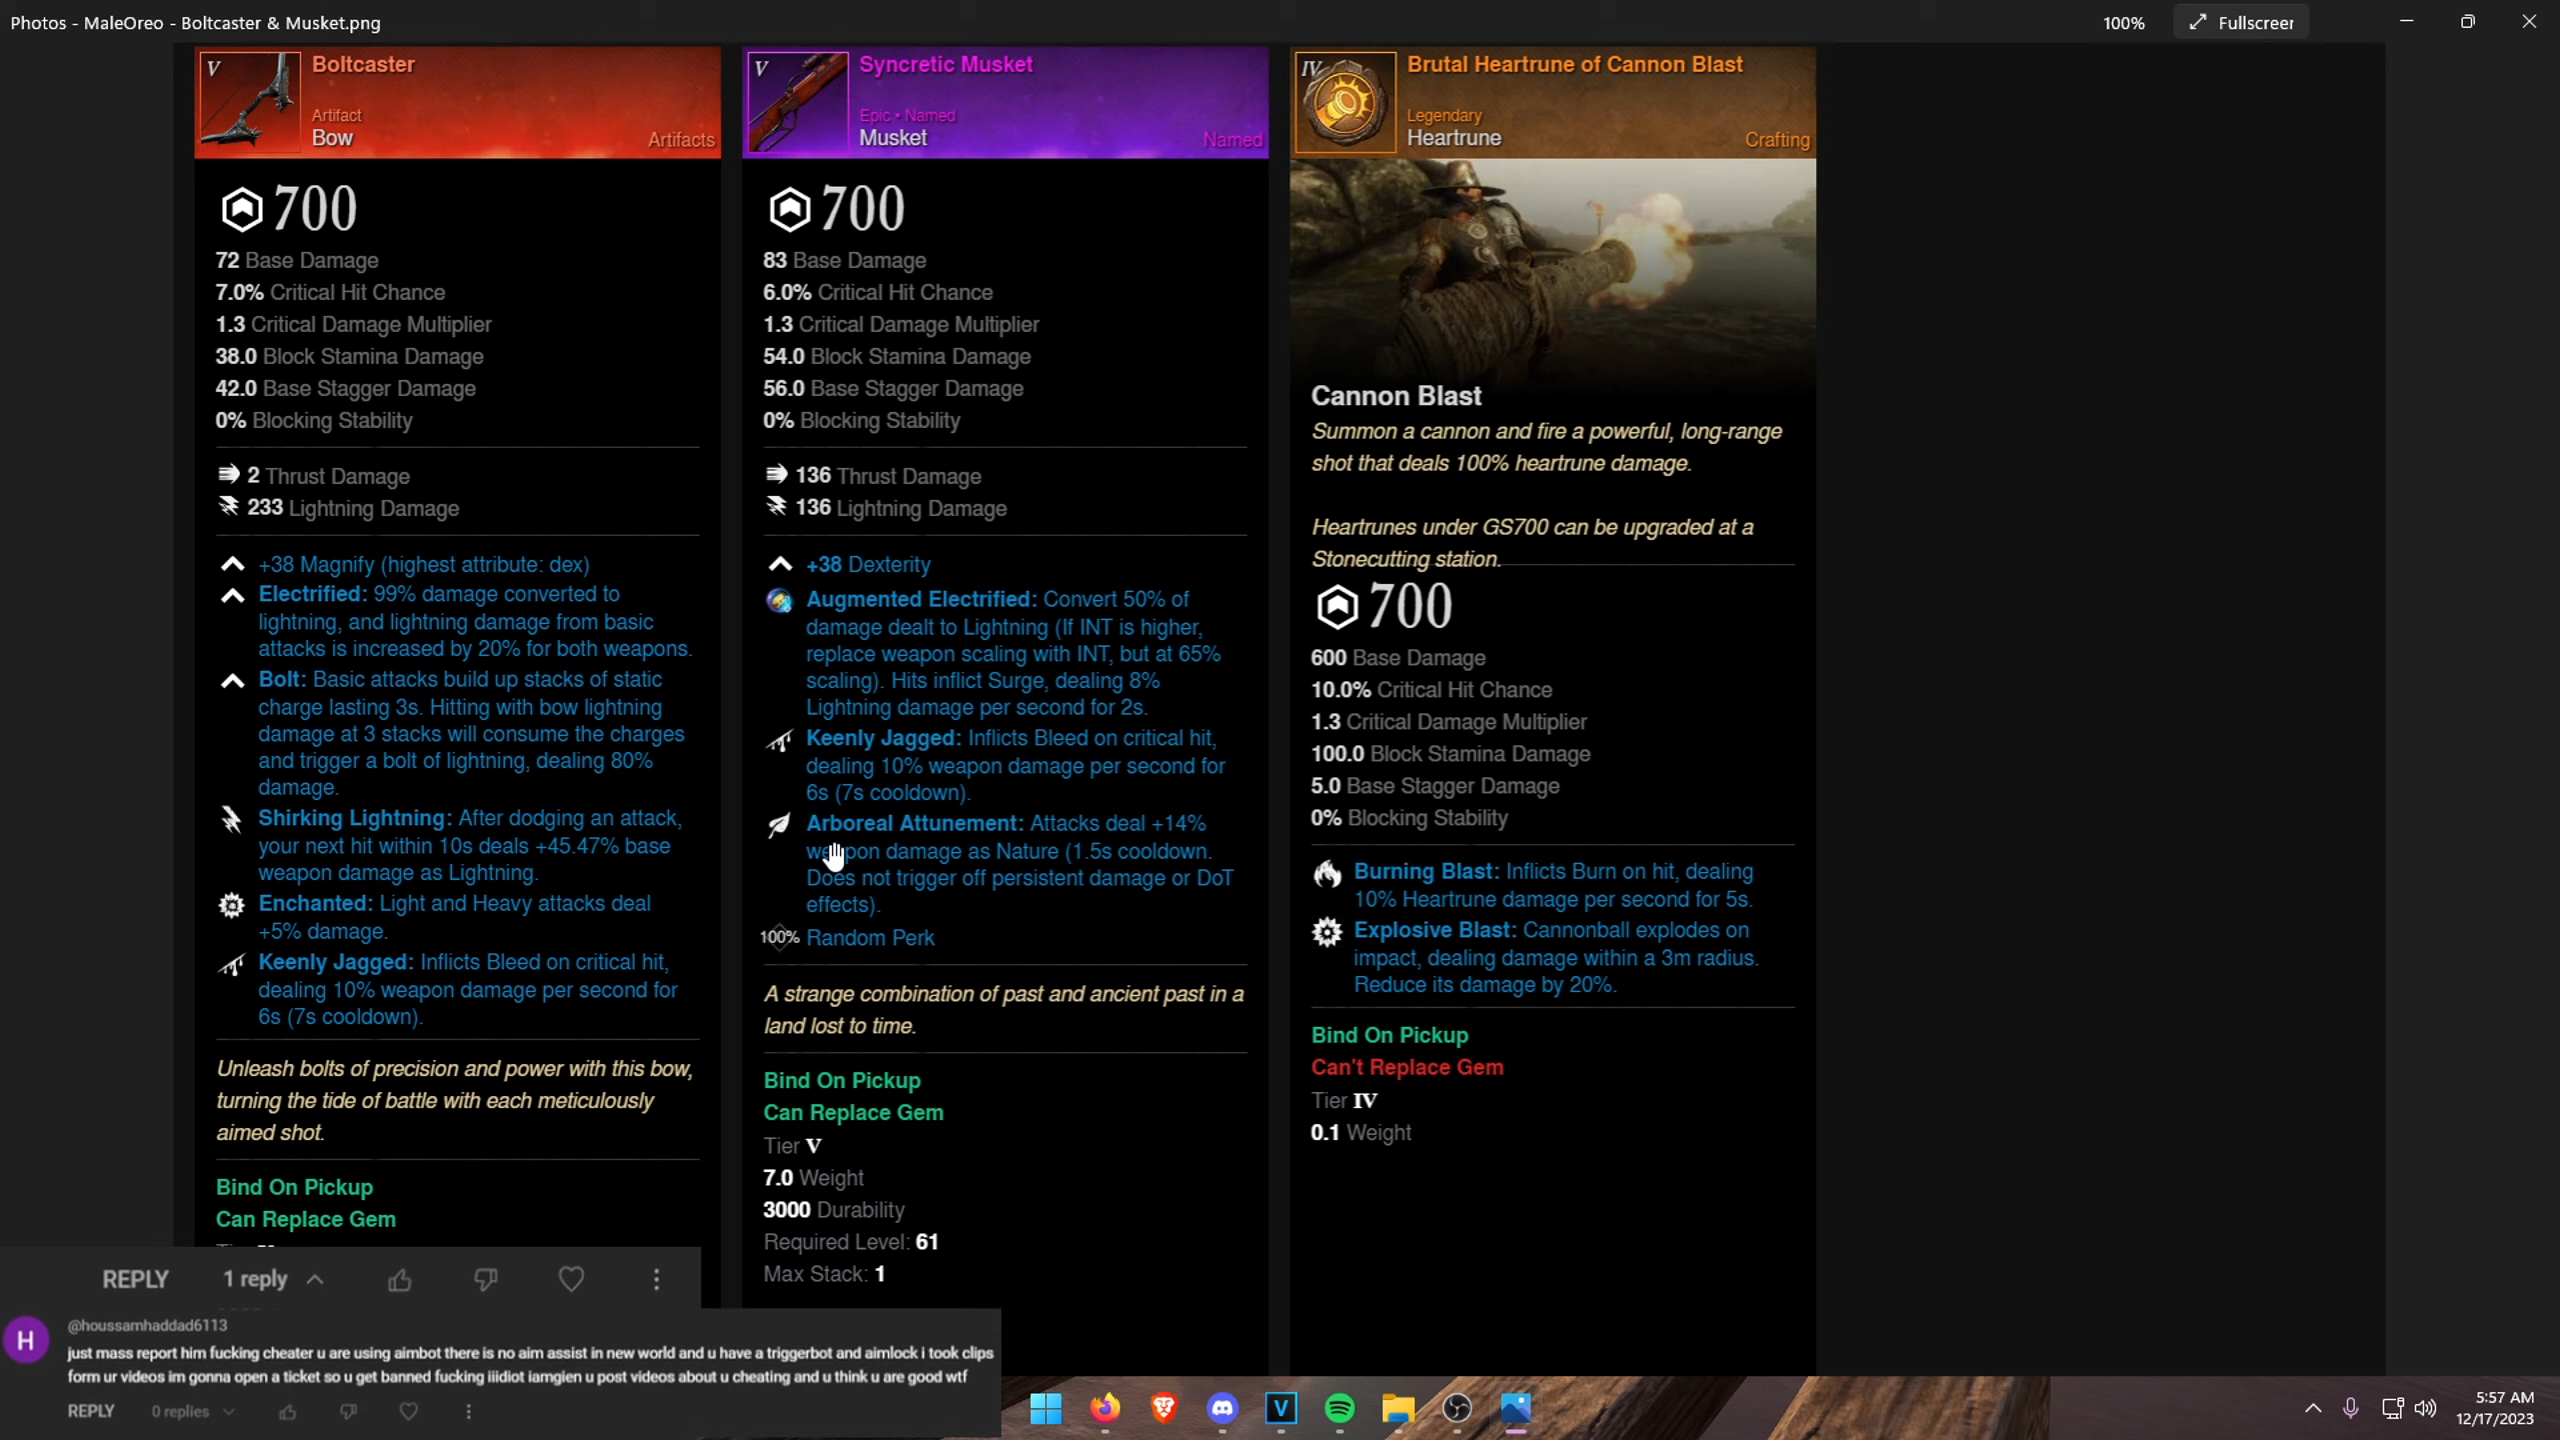 Photos - MaleOreo - Boltcaster & Musket.png
100%
Fullscreen
V
Boltcaster
Artifact
Bow
Artifacts
700
72 Base Damage
7.0% Critical Hit Chance
1.3 Critical Damage Multiplier
38.0 Block Stamina Damage
42.0 Base Stagger Damage
0% Blocking Stability
2 Thrust Damage
233 Lightning Damage
+38 Magnify (highest attribute: dex)
Electrified: 99% damage converted to
lightning, and lightning damage from basic
attacks is increased by 20% for both weapons.
Bolt: Basic attacks build up stacks of static
charge lasting 3s. Hitting with bow lightning
damage at 3 stacks will consume the charges
and trigger a bolt of lightning, dealing 80%
damage.
Shirking Lightning: After dodging an attack,
your next hit within 10s deals +45.47% base
weapon damage as Lightning.
Enchanted: Light and Heavy attacks deal
+5% damage.
Keenly Jagged: Inflicts Bleed on critical hit,
dealing 10% weapon damage per second for
6s (7s cooldown).
Unleash bolts of precision and power with this bow,
turning the tide of battle with each meticulously
aimed shot.
Bind On Pickup
Can Replace Gem
V
Syncretic Musket
Epic • Named
Musket
Named
700
83 Base Damage
6.0% Critical Hit Chance
1.3 Critical Damage Multiplier
54.0 Block Stamina Damage
56.0 Base Stagger Damage
0% Blocking Stability
136 Thrust Damage
136 Lightning Damage
+38 Dexterity
Augmented Electrified: Convert 50% of
damage dealt to Lightning (If INT is higher,
replace weapon scaling with INT, but at 65%
scaling). Hits inflict Surge, dealing 8%
Lightning damage per second for 2s.
Keenly Jagged: Inflicts Bleed on critical hit,
dealing 10% weapon damage per second for
6s (7s cooldown).
Arboreal Attunement: Attacks deal +14%
weapon damage as Nature (1.5s cooldown.
Does not trigger off persistent damage or DoT
effects).
100% Random Perk
A strange combination of past and ancient past in a
land lost to time.
Bind On Pickup
Can Replace Gem
Tier V
7.0 Weight
3000 Durability
Required Level: 61
Max Stack: 1
IV
Brutal Heartrune of Cannon Blast
Legendary
Heartrune
Crafting
Cannon Blast
Summon a cannon and fire a powerful, long-range
shot that deals 100% heartrune damage.
Heartrunes under GS700 can be upgraded at a
Stonecutting station.
700
600 Base Damage
10.0% Critical Hit Chance
1.3 Critical Damage Multiplier
100.0 Block Stamina Damage
5.0 Base Stagger Damage
0% Blocking Stability
Burning Blast: Inflicts Burn on hit, dealing
10% Heartrune damage per second for 5s.
Explosive Blast: Cannonball explodes on
impact, dealing damage within a 3m radius.
Reduce its damage by 20%.
Bind On Pickup
Can't Replace Gem
Tier IV
0.1 Weight
REPLY 1 reply
H
@houssamhaddad6113
just mass report him fucking cheater u are using aimbot there is no aim assist in new world and u have a triggerbot and aimlock i took clips
form ur videos im gonna open a ticket so u get banned fucking iiidiot iamgien u post videos about u cheating and u think u are good wtf
REPLY 0 replies
V
5:57 AM
12/17/2023